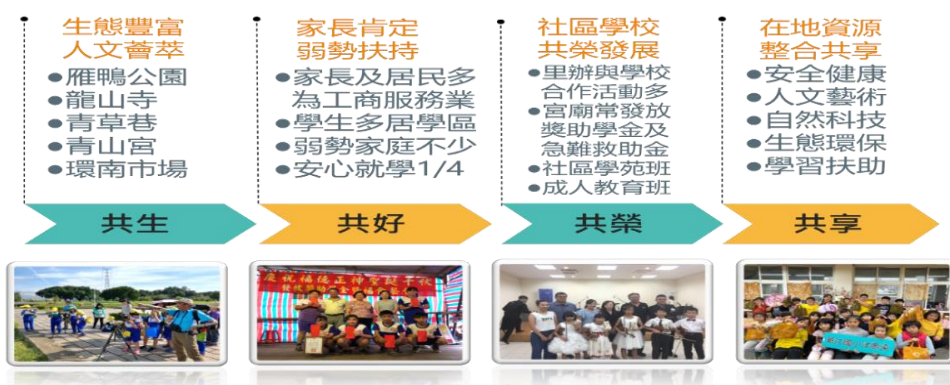 生態豐富
人文薈萃
●雁鴨公園
●龍山寺
●青草巷
●青山宮
●環南市場
共生
家長肯定
弱勢扶持
●家長及居民多
為工商服務業
●學生多居學區
●弱勢家庭不少
●安心就學1/4
共好
社區學校
共榮發展
●里辦與學校
合作活動多
●宮廟常發放
獎助學金及
急難救助金
●社區學苑班
●成人教育班
共榮
在地資源
整合共享
●安全健康
●人文藝術
●自然科技
●生態環保
●學習扶助
共享